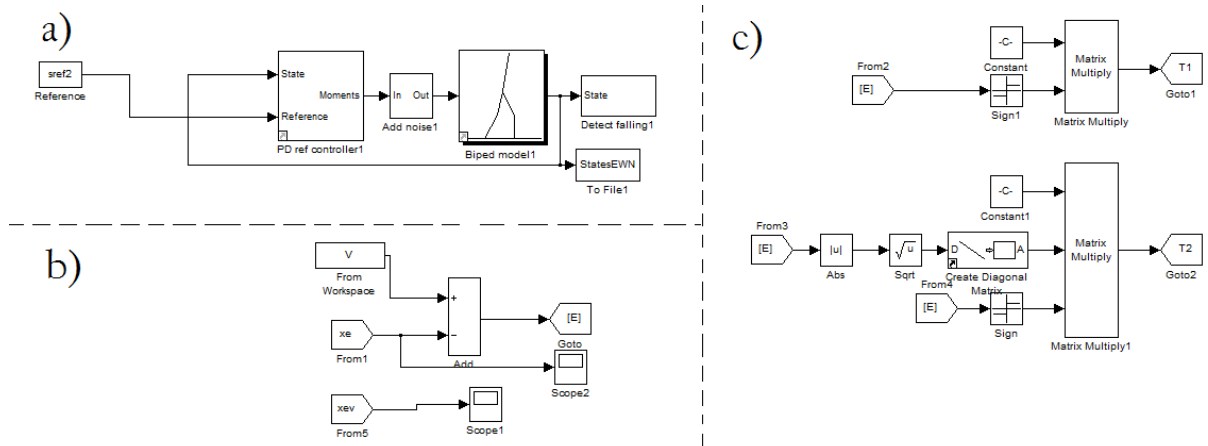 a)
sref2
Reference
State
Moments
Reference
PD ref controller1
In Out
Add noise1
Biped model1
State
Detect falling1
StatesEWN
To File1
b)
V
From
Workspace
+
−
Add
xe
From1
[E]
Goto
Scope2
xev
From5
Scope1
c)
-C-
Constant
From2
[E]
Sign1
Matrix
Multiply
Matrix Multiply
T1
Goto1
-C-
Constant1
From3
[E]
|u|
Abs
√u
Sqrt
D A
Create Diagonal
Matrix
From4
[E]
Sign
Matrix
Multiply
Matrix Multiply1
T2
Goto2